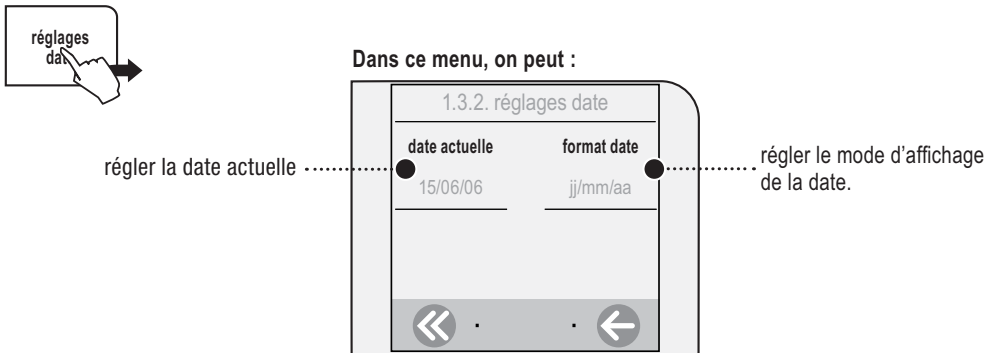 réglages
Dans ce menu, on peut :
1.3.2. réglages date
date actuelle
format date
régler la date actuelle
régler le mode d'affichage
de la date.
15/06/06
jj/mm/aa